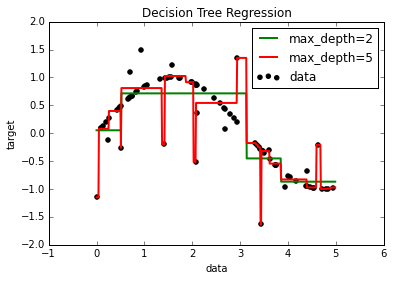 Decision Tree Regression
max_depth=2
max_depth=5
data
target
2.0
1.5
1.0
0.5
0.0
−0.5
−1.0
−1.5
−2.0
−1 0 1 2 3 4 5 6
data